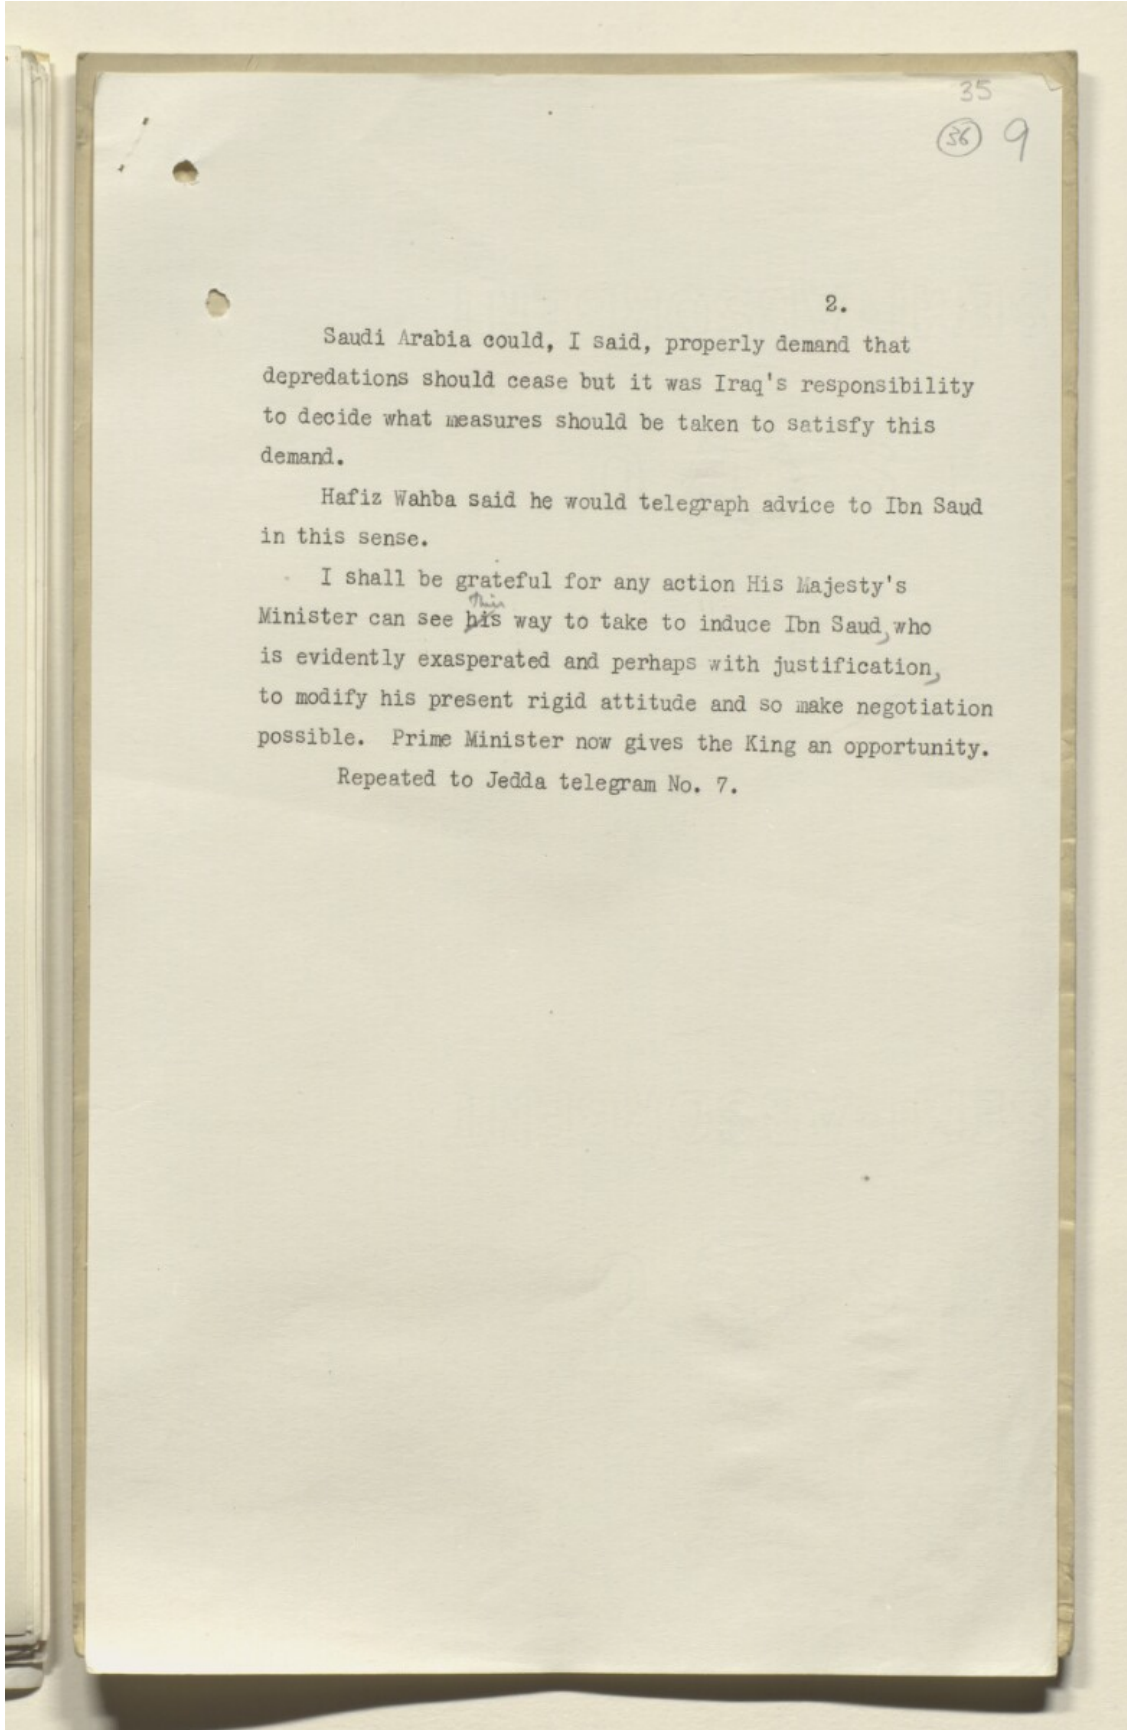 35
36 9
2.
Saudi Arabia could, I said, properly demand that
depredations should cease but it was Iraq's responsibility
to decide what measures should be taken to satisfy this
demand.
Hafiz Wahba said he would telegraph advice to Ibn Saud
in this sense.
I shall be grateful for any action His Majesty's
Minister can see his way to take to induce Ibn Saud, who
is evidently exasperated and perhaps with justification,
to modify his present rigid attitude and so make negotiation
possible. Prime Minister now gives the King an opportunity.
Repeated to Jedda telegram No. 7.